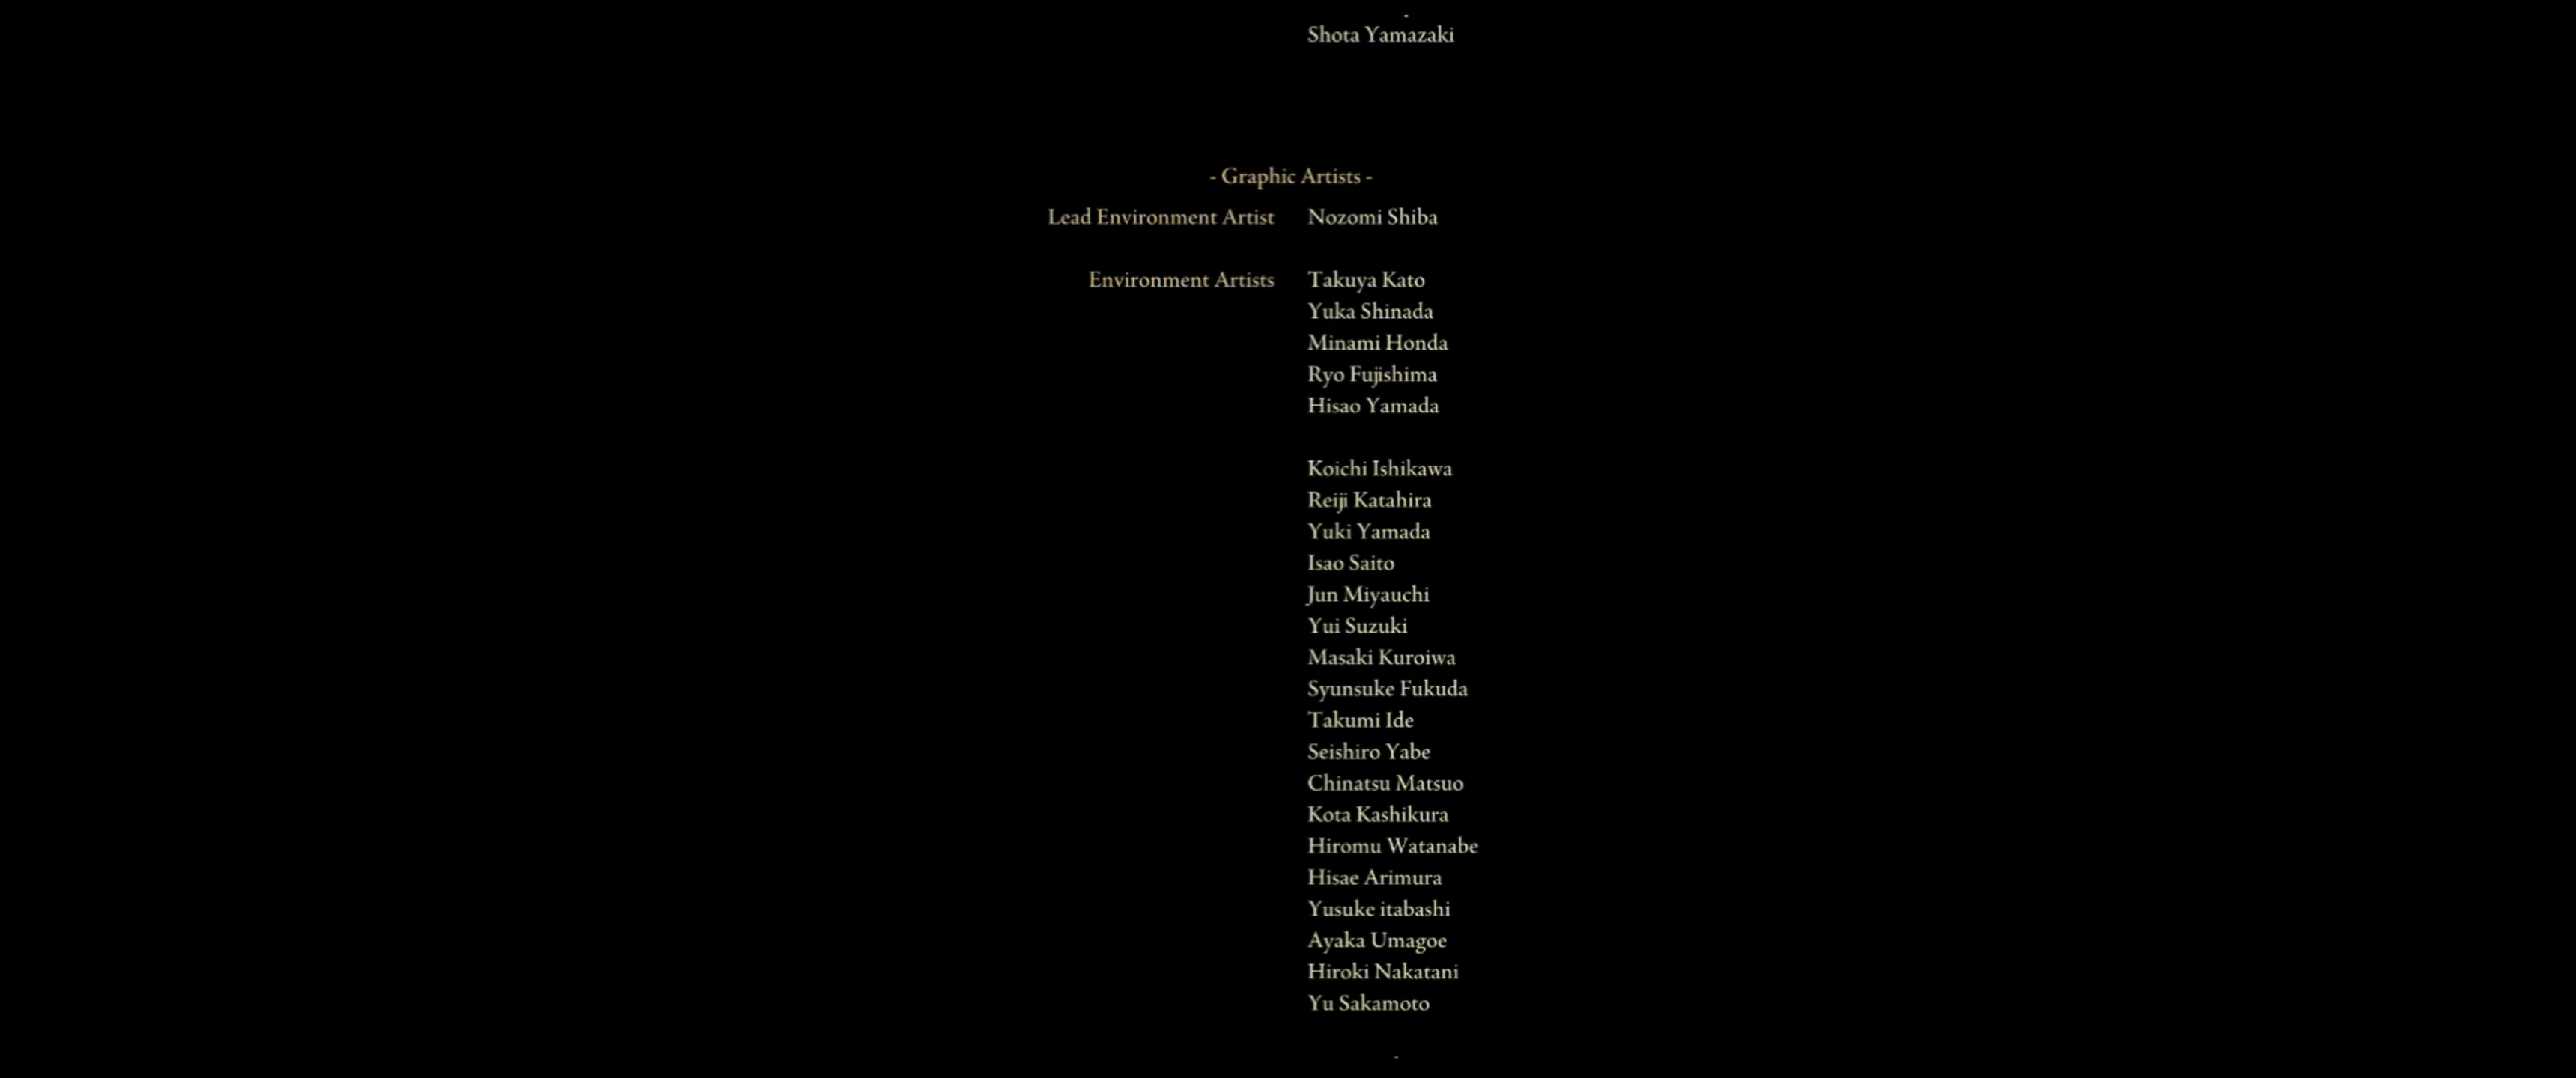 Shota Yamazaki
- Graphic Artists -
Lead Environment Artist Nozomi Shiba
Environment Artists Takuya Kato
Yuka Shinada
Minami Honda
Ryo Fujishima
Hisao Yamada
Koichi Ishikawa
Reiji Katahira
Yuki Yamada
Isao Saito
Jun Miyauchi
Yui Suzuki
Masaki Kuroiwa
Syunsuke Fukuda
Takumi Ide
Seishiro Yabe
Chinatsu Matsuo
Kota Kashikura
Hiromu Watanabe
Hisae Arimura
Yusuke itabashi
Ayaka Umagoe
Hiroki Nakatani
Yu Sakamoto